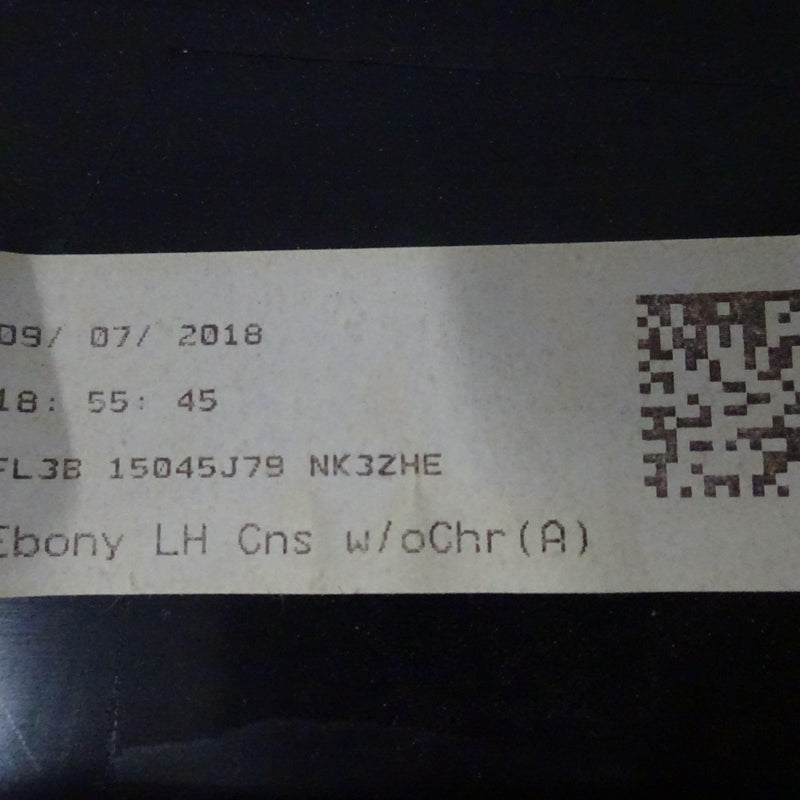 09/ 07/ 2018
18: 55: 45
FL3B 15045J79 NK3ZHE
Ebony LH Cns w/oChr(A)